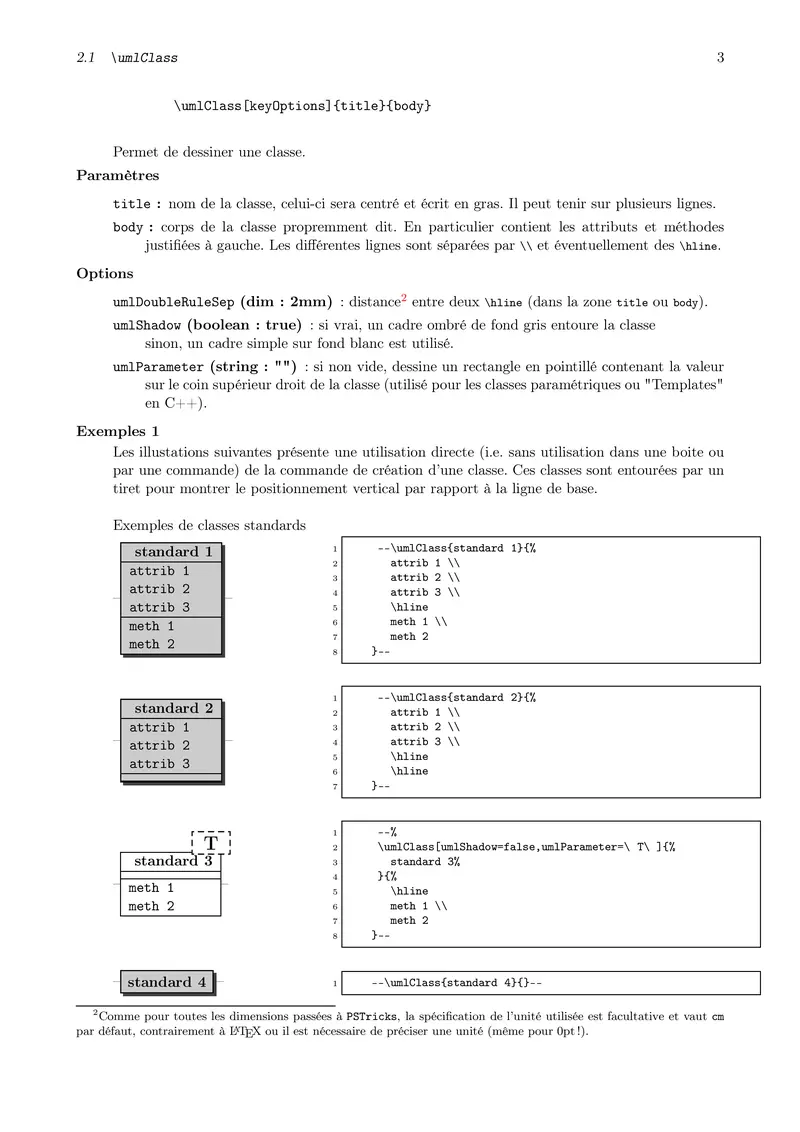 2.1 \umlClass 3
\umlClass[keyOptions]{title}{body}
Permet de dessiner une classe.
Paramètres
title : nom de la classe, celui-ci sera centré et écrit en gras. Il peut tenir sur plusieurs lignes.
body : corps de la classe propremment dit. En particulier contient les attributs et méthodes
justifiées à gauche. Les différentes lignes sont séparées par \\ et éventuellement des \hline.
Options
umlDoubleRuleSep (dim : 2mm) : distance2 entre deux \hline (dans la zone title ou body).
umlShadow (boolean : true) : si vrai, un cadre ombré de fond gris entoure la classe
sinon, un cadre simple sur fond blanc est utilisé.
umlParameter (string : "") : si non vide, dessine un rectangle en pointillé contenant la valeur
sur le coin supérieur droit de la classe (utilisé pour les classes paramétriques ou "Templates"
en C++).
Exemples 1
Les illustations suivantes présente une utilisation directe (i.e. sans utilisation dans une boite ou
par une commande) de la commande de création d'une classe. Ces classes sont entourées par un
tiret pour montrer le positionnement vertical par rapport à la ligne de base.
Exemples de classes standards
standard 1
attrib 1
attrib 2
attrib 3
meth 1
meth 2
1 --\umlClass{standard 1}{%
2 attrib 1 \\
3 attrib 2 \\
4 attrib 3 \\
5 \hline
6 meth 1 \\
7 meth 2
8 }--
standard 2
attrib 1
attrib 2
attrib 3
1 --\umlClass{standard 2}{%
2 attrib 1 \\
3 attrib 2 \\
4 attrib 3 \\
5 \hline
6 \hline
7 }--
T
standard 3
meth 1
meth 2
1 --%
2 \umlClass[umlShadow=false,umlParameter=\ T\ ]{%
3 standard 3%
4 }{%
5 \hline
6 meth 1 \\
7 meth 2
8 }--
standard 4
1 --\umlClass{standard 4}{}--
2Comme pour toutes les dimensions passées à PSTricks, la spécification de l'unité utilisée est facultative et vaut cm
par défaut, contrairement à LATEX ou il est nécessaire de préciser une unité (même pour 0pt !).